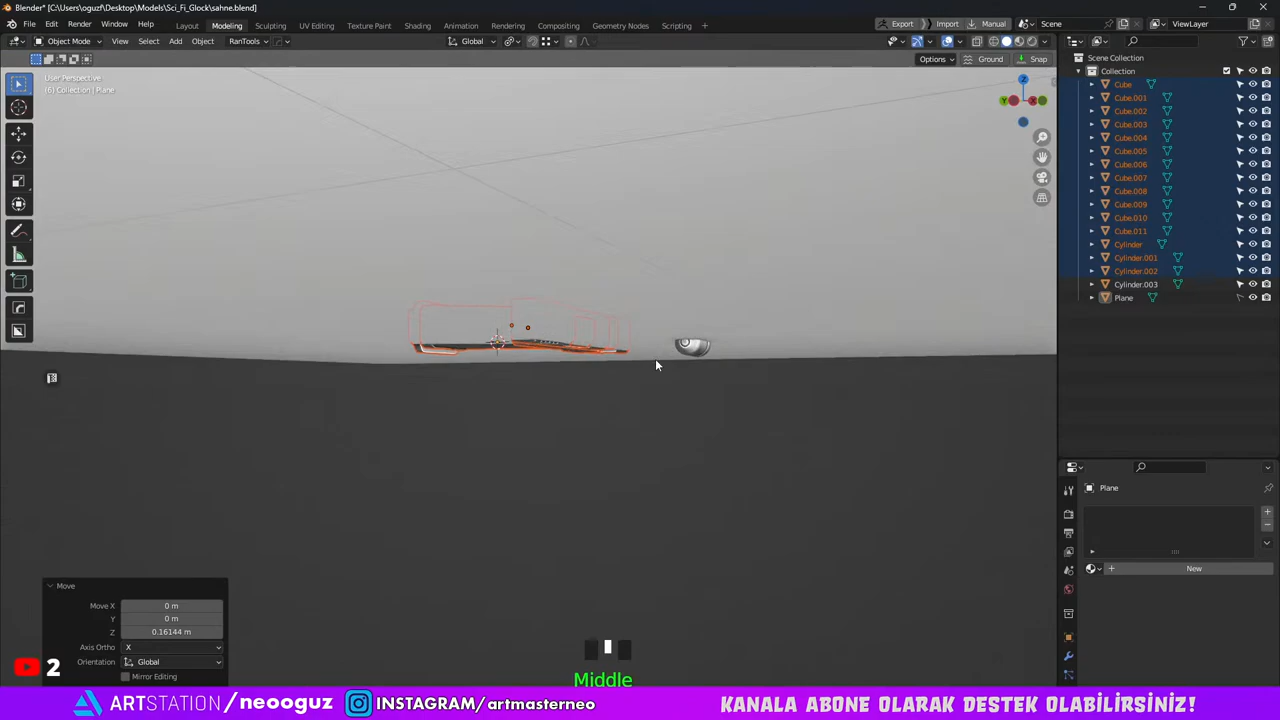 Blender* [C:\Users\oguzf\Desktop\Models\Sci_Fi_Glock\sahne.blend]
File Edit Render Window Help
Layout Modeling Sculpting UV Editing Texture Paint Shading Animation Rendering Compositing Geometry Nodes Scripting
Export Import Manual Scene ViewLayer
Object Mode View Select Add Object RanTools Global
Options Ground Snap
User Perspective
(6) Collection | Plane
Z
Y
X
Scene Collection
Collection
Cube
Cube.001
Cube.002
Cube.003
Cube.004
Cube.005
Cube.006
Cube.007
Cube.008
Cube.009
Cube.010
Cube.011
Cylinder
Cylinder.001
Cylinder.002
Cylinder.003
Plane
Plane
New
Move
Move X 0 m
Y 0 m
Z 0.16144 m
Axis Ortho X
Orientation Global
Mirror Editing
2
Middle
ARTSTATION/neooguz INSTAGRAM/artmasterneo KANALA ABONE OLARAK DESTEK OLABİLİRSİNİZ!